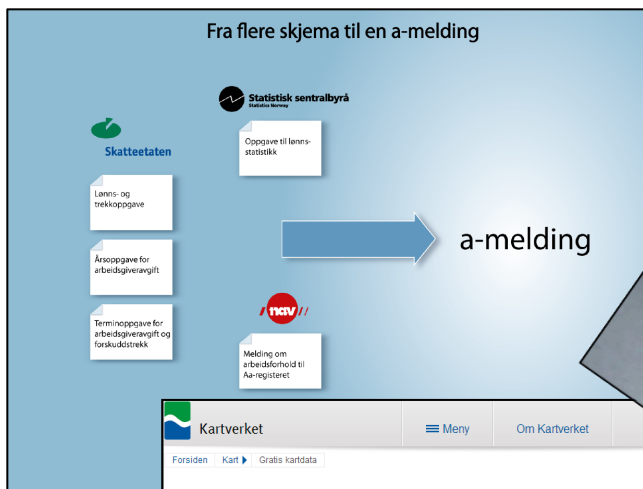 Fra flere skjema til en a-melding
Statistisk sentralbyrå
Statistics Norway
Oppgave til lønns-
statistikk
Skatteetaten
Lønns- og
trekkoppgave
Årsoppgave for
arbeidsgiveravgift
Terminoppgave for
arbeidsgiveravgift og
forskuddstrekk
a-melding
nav
Melding om
arbeidsforhold til
Aa-registeret
Kartverket
Meny
Om Kartverket
Forsiden
Kart
Gratis kartdata